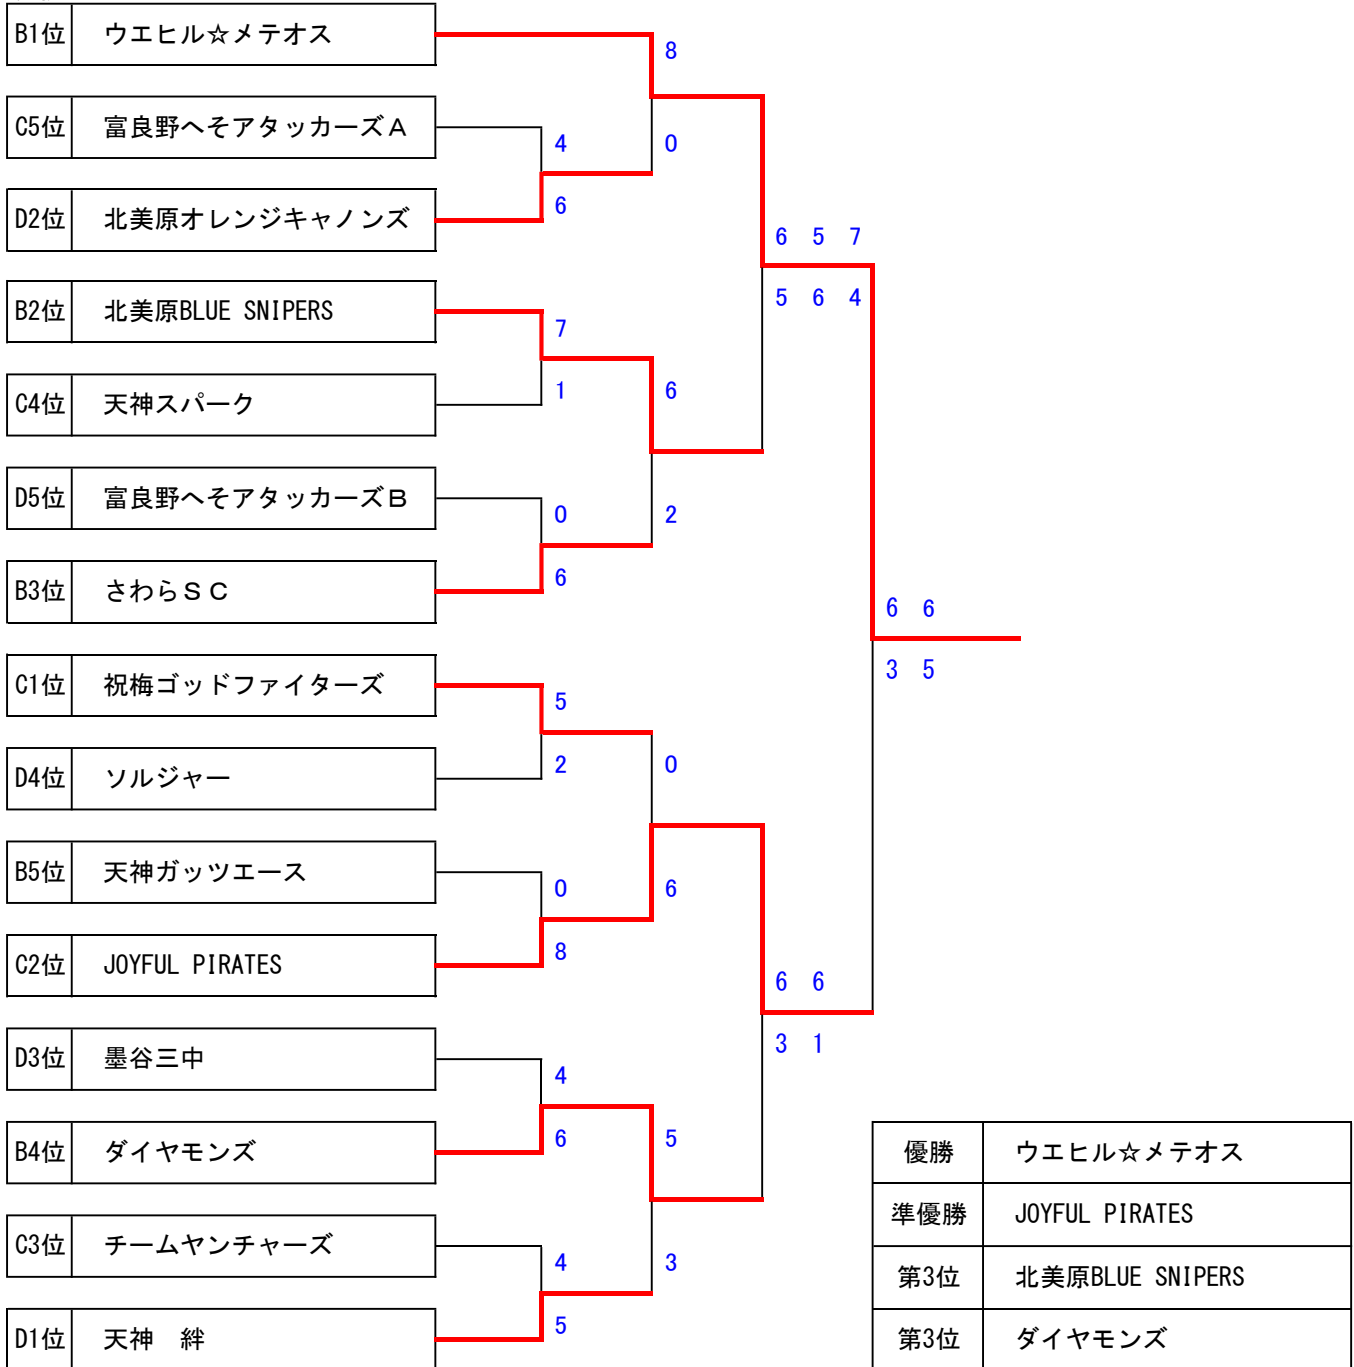 B1位 ウエヒル☆メテオス
8
C5位 富良野へそアタッカーズA
4 0
D2位 北美原オレンジキャノンズ
6
6 5 7
B2位 北美原BLUE SNIPERS
5 6 4
7
C4位 天神スパーク
1 6
D5位 富良野へそアタッカーズB
0 2
B3位 さわらSC
6
6 6
C1位 祝梅ゴッドファイターズ
3 5
5
D4位 ソルジャー
2 0
B5位 天神ガッツエース
0 6
C2位 JOYFUL PIRATES
8
6 6
D3位 墨谷三中
3 1
4
B4位 ダイヤモンズ
6 5
優勝 ウエヒル☆メテオス
準優勝 JOYFUL PIRATES
C3位 チームヤンチャーズ
4 3
第3位 北美原BLUE SNIPERS
D1位 天神 絆
5
第3位 ダイヤモンズ